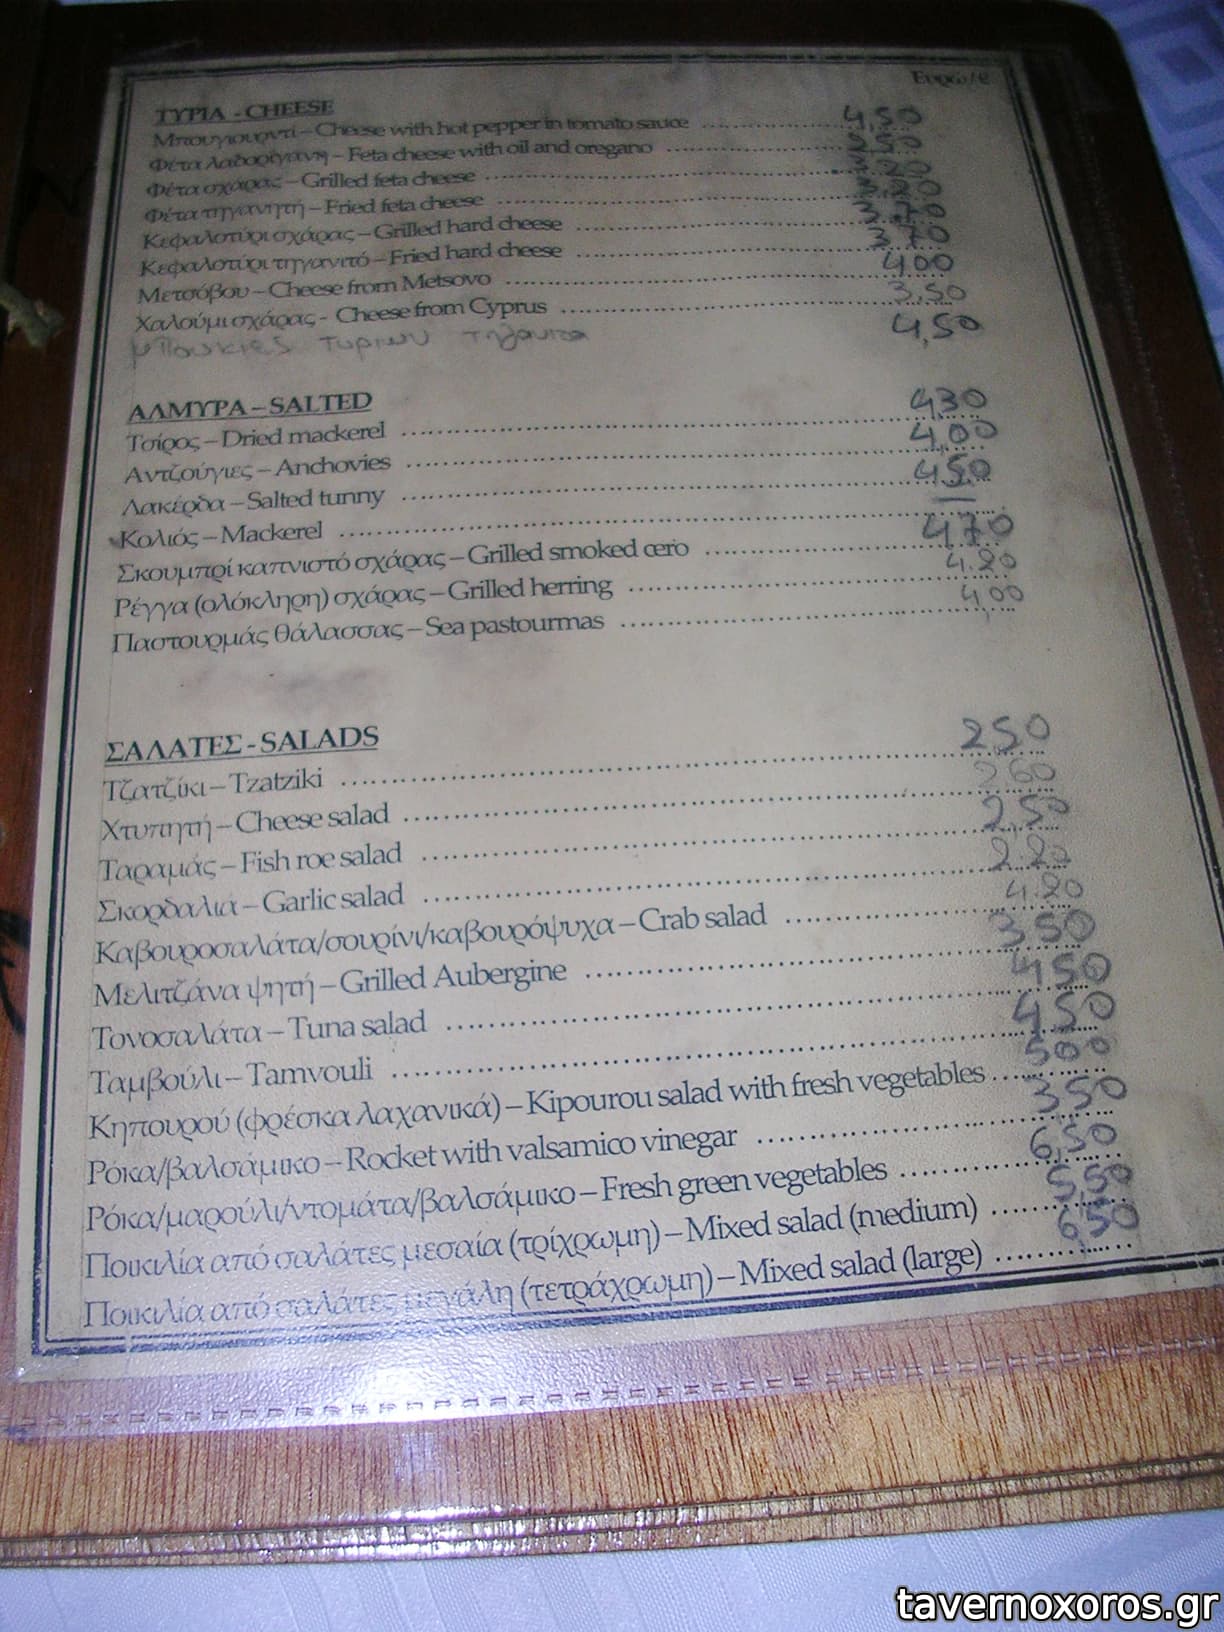 Ευρώ/€
ΤΥΡΙΑ - CHEESE
Μπουγιουρντί – Cheese with hot pepper in tomato sauce 4,50
Φέτα λαδορίγανη – Feta cheese with oil and oregano 2,50
Φέτα σχάρας – Grilled feta cheese 3,20
Φέτα τηγανητή – Fried feta cheese 3,20
Κεφαλοτύρι σχάρας – Grilled hard cheese 3,70
Κεφαλοτύρι τηγανιτό – Fried hard cheese 3,70
Μετσόβου – Cheese from Metsovo 4,00
Χαλούμι σχάρας - Cheese from Cyprus 3,50
μπουκιές τυριών 4,50
ΑΛΜΥΡΑ – SALTED
Τσίρος – Dried mackerel 4,30
Αντζούγιες – Anchovies 4,00
Λακέρδα – Salted tunny 4,50
Κολιός – Mackerel —
Σκουμπρί καπνιστό σχάρας – Grilled smoked cero 4,70
Ρέγγα (ολόκληρη) σχάρας – Grilled herring 4.20
Παστουρμάς θάλασσας – Sea pastourmas 4,00
ΣΑΛΑΤΕΣ - SALADS
Τζατζίκι – Tzatziki 2,50
Χτυπητή – Cheese salad 2,60
Ταραμάς – Fish roe salad 2,50
Σκορδαλιά – Garlic salad 2.20
Καβουροσαλάτα/σουρίνι/καβουρόψυχα – Crab salad 4.20
Μελιτζάνα ψητή – Grilled Aubergine 3,50
Τονοσαλάτα – Tuna salad 4,50
Ταμβούλι – Tamvouli 4,50
Κηπουρού (φρέσκα λαχανικά) – Kipourou salad with fresh vegetables 5,00
Ρόκα/βαλσάμικο – Rocket with valsamico vinegar 3,50
Ρόκα/μαρούλι/ντομάτα/βαλσάμικο – Fresh green vegetables 6,50
Ποικιλία από σαλάτες μεσαία (τρίχρωμη) – Mixed salad (medium) 5,50
Ποικιλία από σαλάτες μεγάλη (τετράχρωμη) – Mixed salad (large) 6,50
tavernoxoros.gr